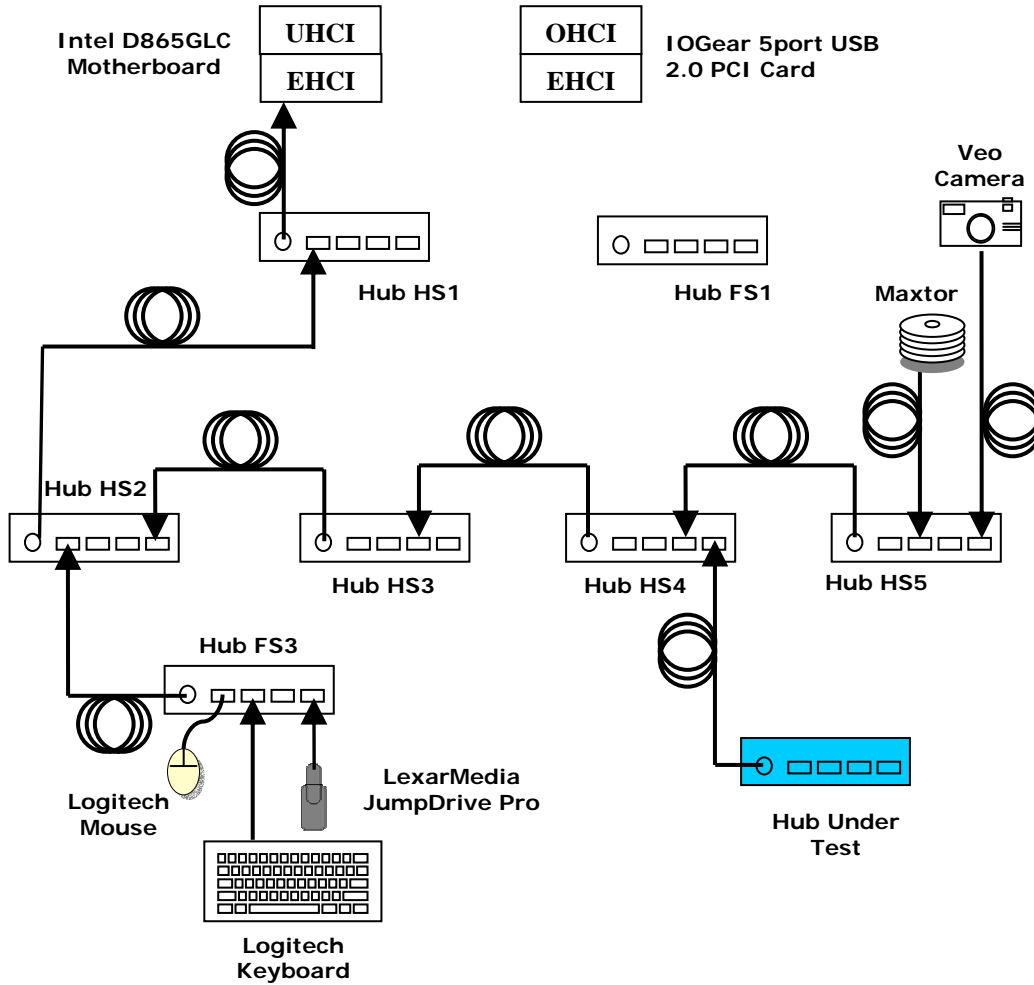 Intel D865GLC
Motherboard
UHCI
EHCI
OHCI
EHCI
IOGear 5port USB
2.0 PCI Card
Veo
Camera
Hub HS1
Hub FS1
Maxtor
Hub HS2
Hub HS3
Hub HS4
Hub HS5
Hub FS3
Logitech
Mouse
LexarMedia
JumpDrive Pro
Hub Under
Test
Logitech
Keyboard